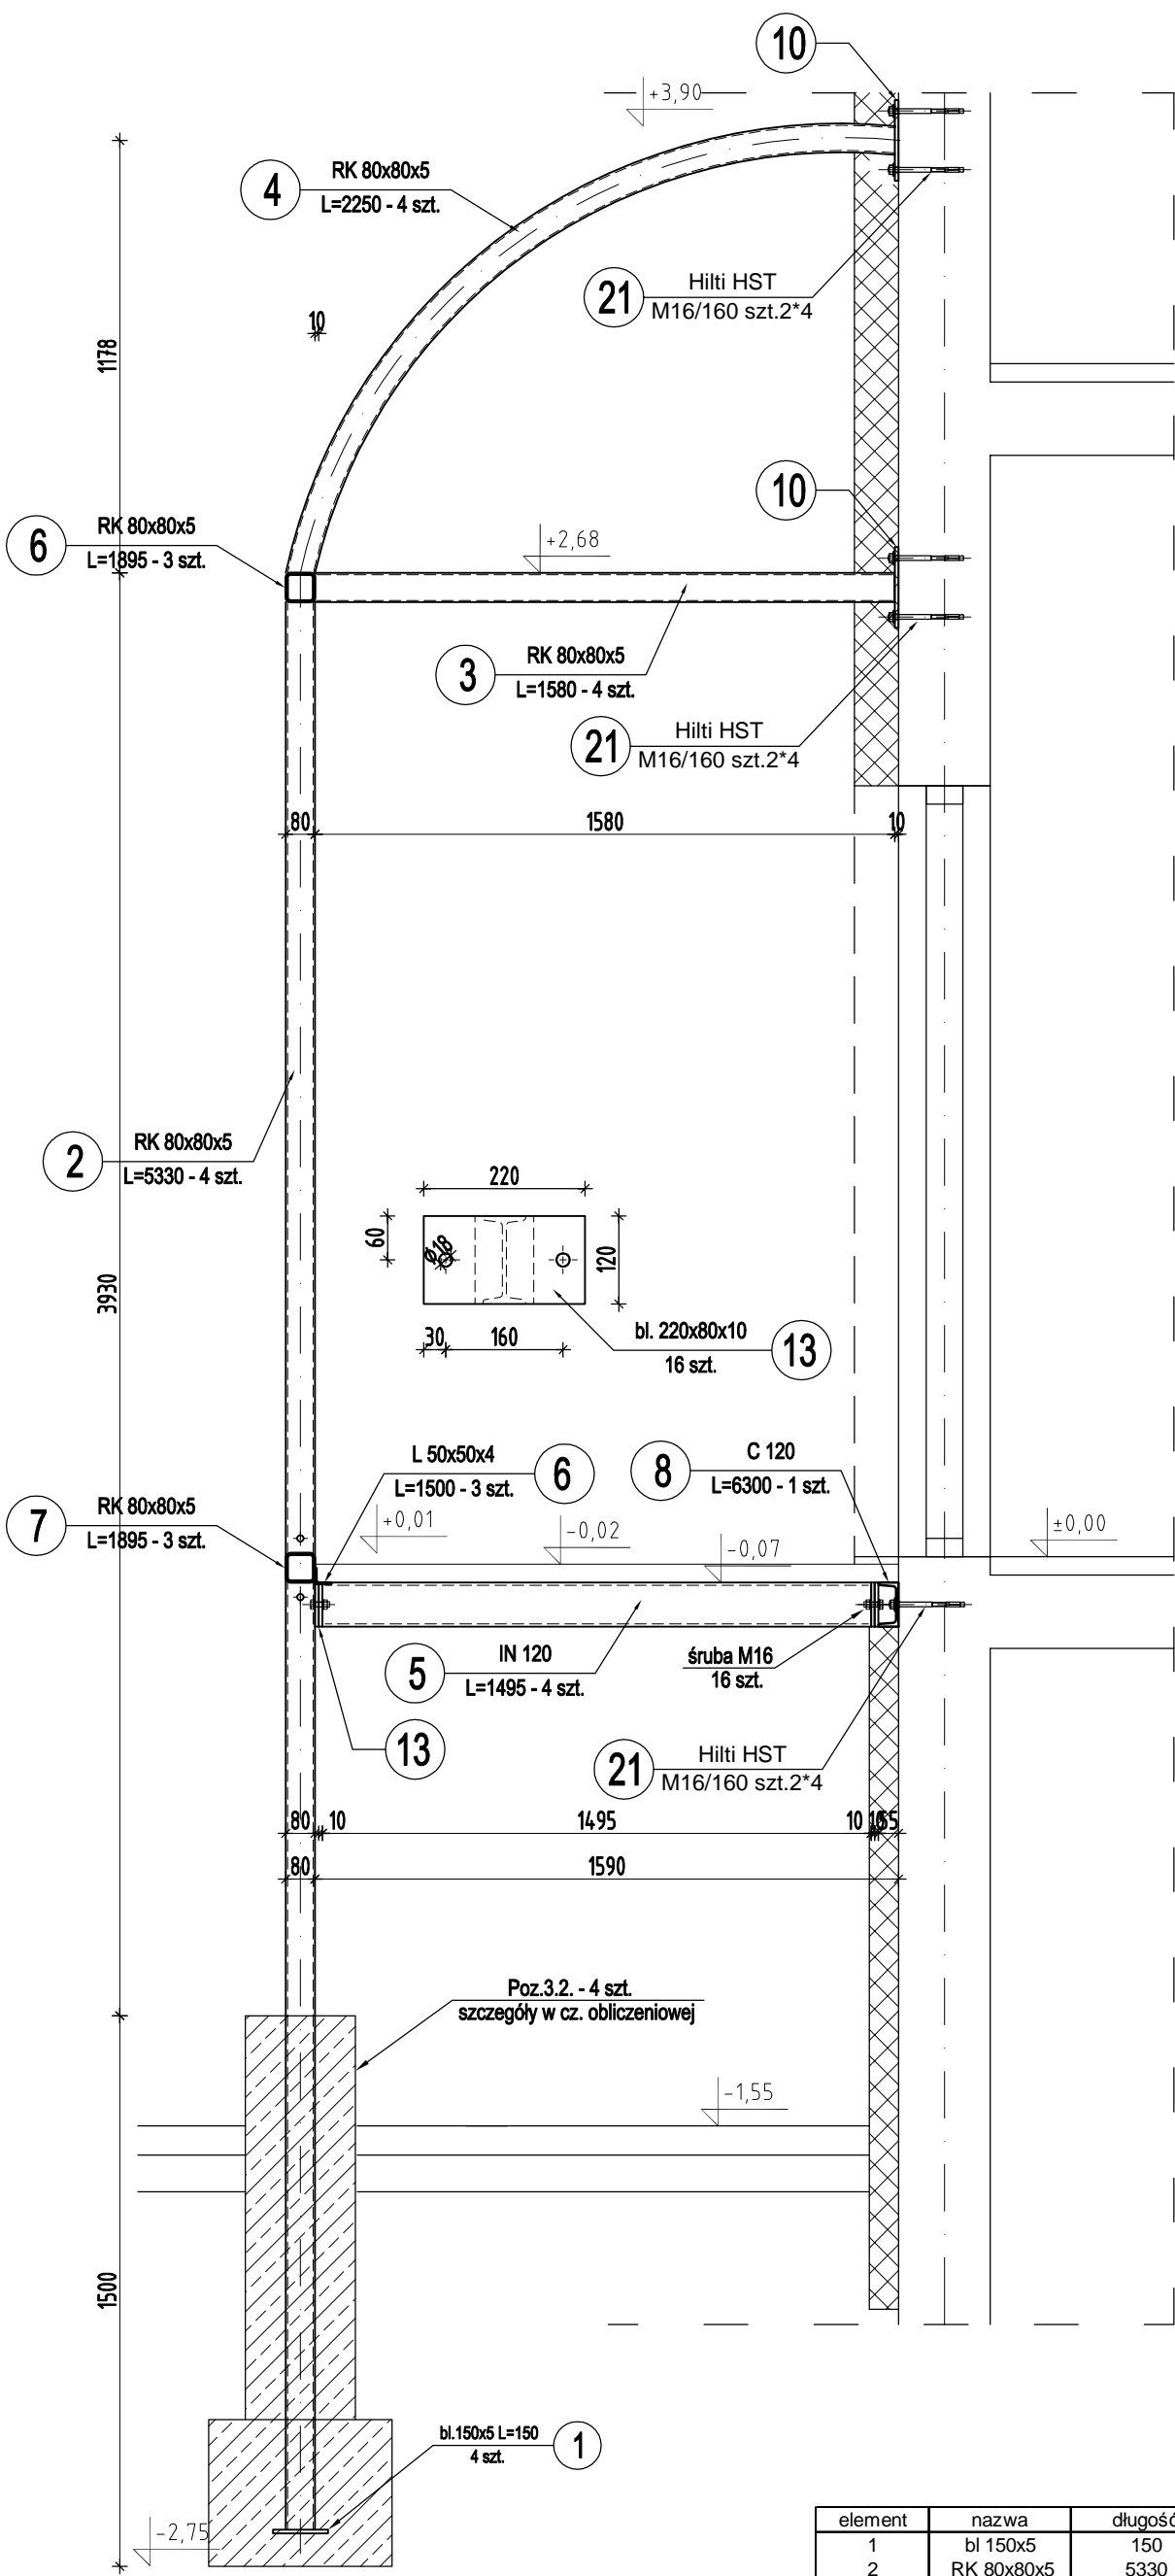 10
+3,90
4
RK 80x80x5
L=2250 - 4 szt.
21
Hilti HST
M16/160 szt.2*4
10
1178
10
6
RK 80x80x5
L=1895 - 3 szt.
+2,68
3
RK 80x80x5
L=1580 - 4 szt.
21
Hilti HST
M16/160 szt.2*4
80
1580
10
2
RK 80x80x5
L=5330 - 4 szt.
220
60
Ø18
120
3930
30
160
bl. 220x80x10
16 szt.
13
L 50x50x4
L=1500 - 3 szt.
6
8
C 120
L=6300 - 1 szt.
7
RK 80x80x5
L=1895 - 3 szt.
+0,01
-0,02
-0,07
±0,00
5
IN 120
L=1495 - 4 szt.
śruba M16
16 szt.
13
21
Hilti HST
M16/160 szt.2*4
80
10
1495
10
10
55
80
1590
Poz.3.2. - 4 szt.
szczegóły w cz. obliczeniowej
-1,55
1500
bl.150x5 L=150
4 szt.
1
-2,75
element nazwa długość
1 bl 150x5 150
2 RK 80x80x5 5330